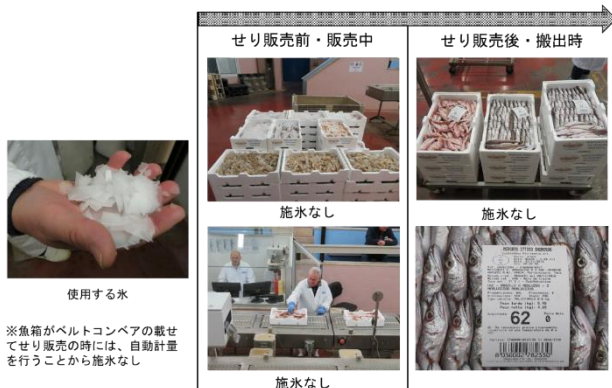 せり販売前・販売中
せり販売後・搬出時
施氷なし
施氷なし
使用する氷
※魚箱がベルトコンベアの載せ
てせり販売の時には、自動計量
を行うことから施氷なし
施氷なし
62
0